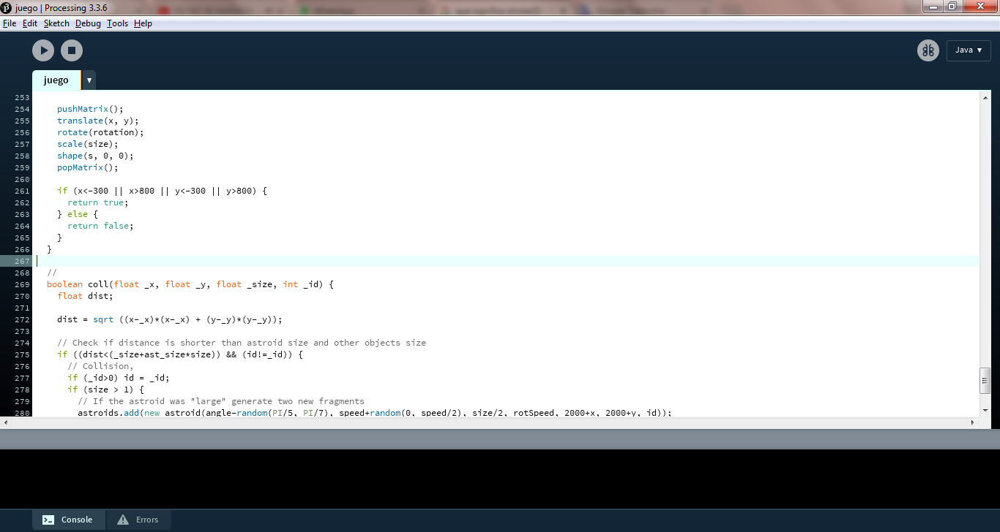 juego | Processing 3.3.6
File Edit Sketch Debug Tools Help
Java ▼
juego ▼
253
254 pushMatrix();
255 translate(x, y);
256 rotate(rotation);
257 scale(size);
258 shape(s, 0, 0);
259 popMatrix();
260
261 if (x<-300 || x>800 || y<-300 || y>800) {
262 return true;
263 } else {
264 return false;
265 }
266 }
267
268 //
269 boolean coll(float _x, float _y, float _size, int _id) {
270 float dist;
271
272 dist = sqrt ((x-_x)*(x-_x) + (y-_y)*(y-_y));
273
274 // Check if distance is shorter than astroid size and other objects size
275 if ((dist<(_size+ast_size*size)) && (id!=_id)) {
276 // Collision,
277 if (_id>0) id = _id;
278 if (size > 1) {
279 // If the astroid was "large" generate two new fragments
280 astroids.add(new astroid(angle-random(PI/5, PI/7), speed+random(0, speed/2), size/2, rotSpeed, 2000+x, 2000+y, id));
Console Errors